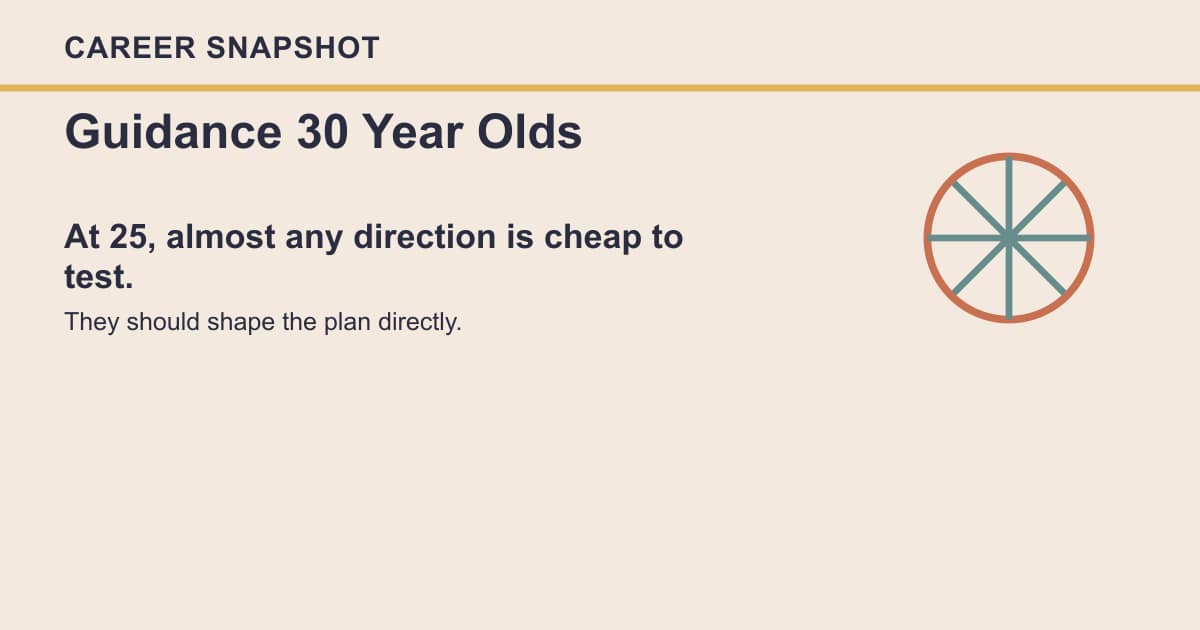 CAREER SNAPSHOT
Guidance 30 Year Olds
At 25, almost any direction is cheap to
test.
They should shape the plan directly.